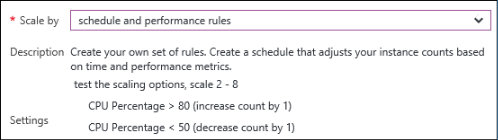 * Scale by schedule and performance rules
Description Create your own set of rules. Create a schedule that adjusts your instance counts based
on time and performance metrics.
test the scaling options, scale 2 - 8
CPU Percentage > 80 (increase count by 1)
Settings
CPU Percentage < 50 (decrease count by 1)